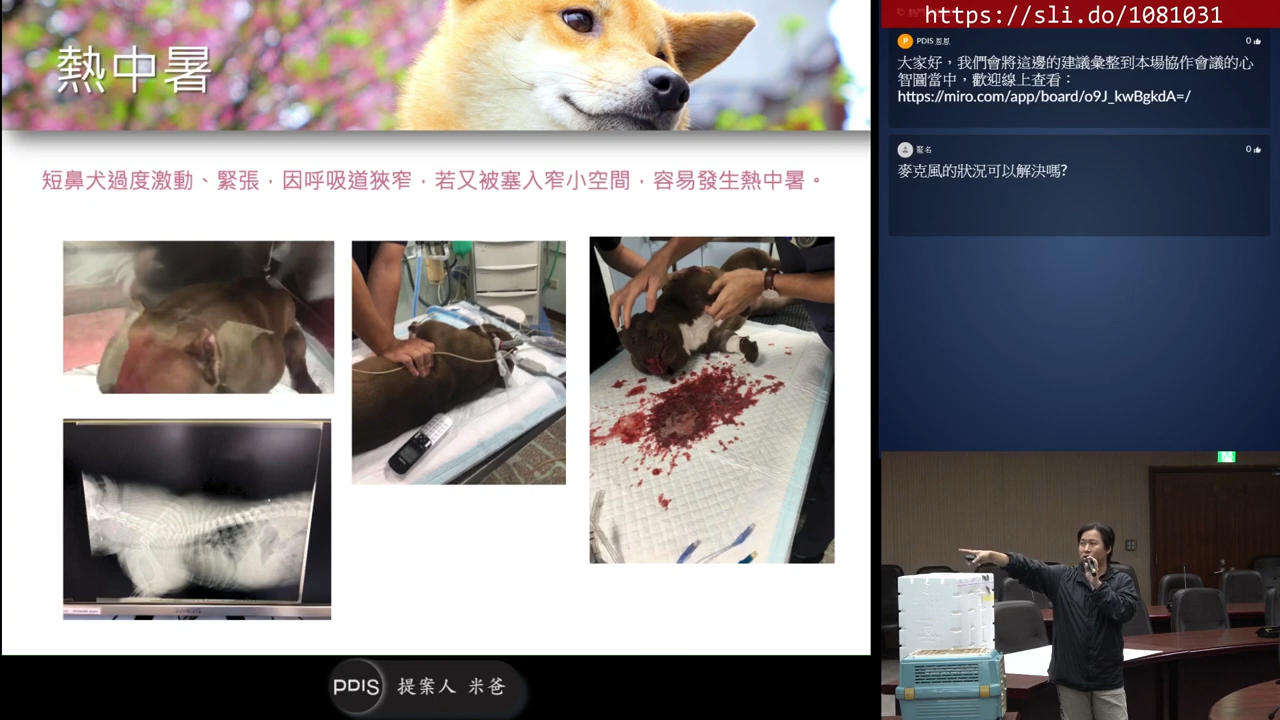 熱中暑
短鼻犬過度激動、緊張，因呼吸道狹窄，若又被塞入窄小空間，容易發生熱中暑。
PDIS 提案人 米爸
https://sli.do/1081031
PDIS 恩恩
0
大家好，我們會將這邊的建議彙整到本場協作會議的心
智圖當中，歡迎線上查看：
https://miro.com/app/board/o9J_kwBgkdA=/
匿名
0
麥克風的狀況可以解決嗎?